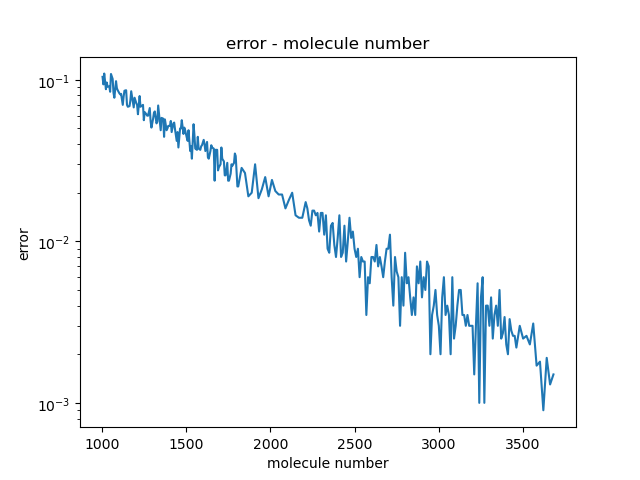 error - molecule number
10⁻¹
10⁻²
10⁻³
error
1000 1500 2000 2500 3000 3500
molecule number